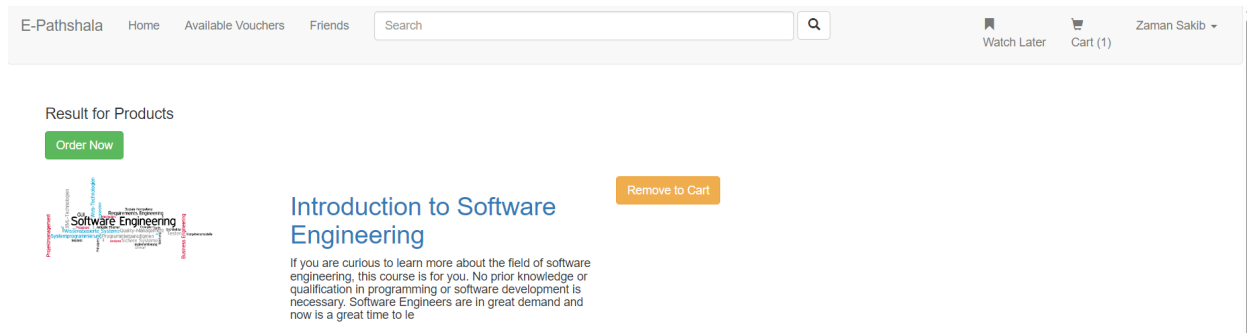 E-Pathshala Home Available Vouchers Friends Search Watch Later Cart (1) Zaman Sakib
Result for Products
Order Now
Remove to Cart
Software Engineering
Requirements Engineering
Projektmanagement
Business Engineering
Introduction to Software
Engineering
If you are curious to learn more about the field of software
engineering, this course is for you. No prior knowledge or
qualification in programming or software development is
necessary. Software Engineers are in great demand and
now is a great time to le